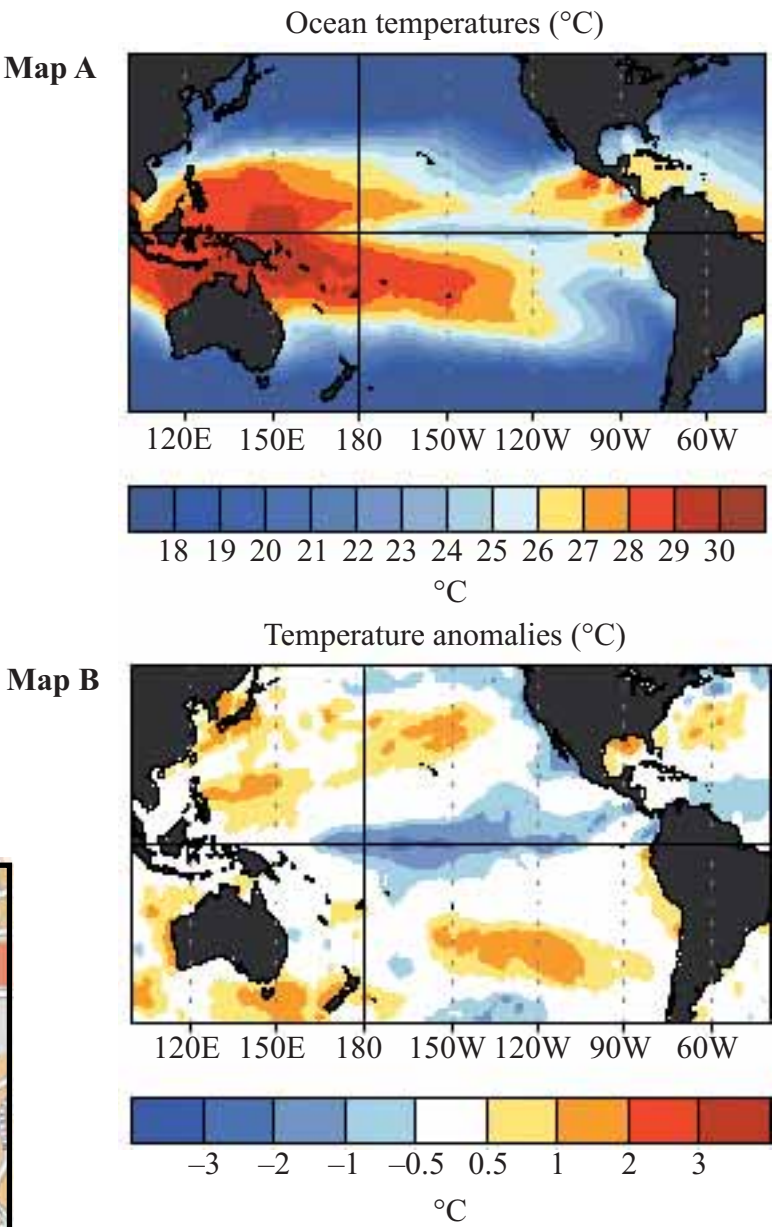 Ocean temperatures (°C)
Map A
120E 150E 180 150W 120W 90W 60W
18 19 20 21 22 23 24 25 26 27 28 29 30
°C
Temperature anomalies (°C)
Map B
120E 150E 180 150W 120W 90W 60W
–3 –2 –1 –0.5 0.5 1 2 3
°C